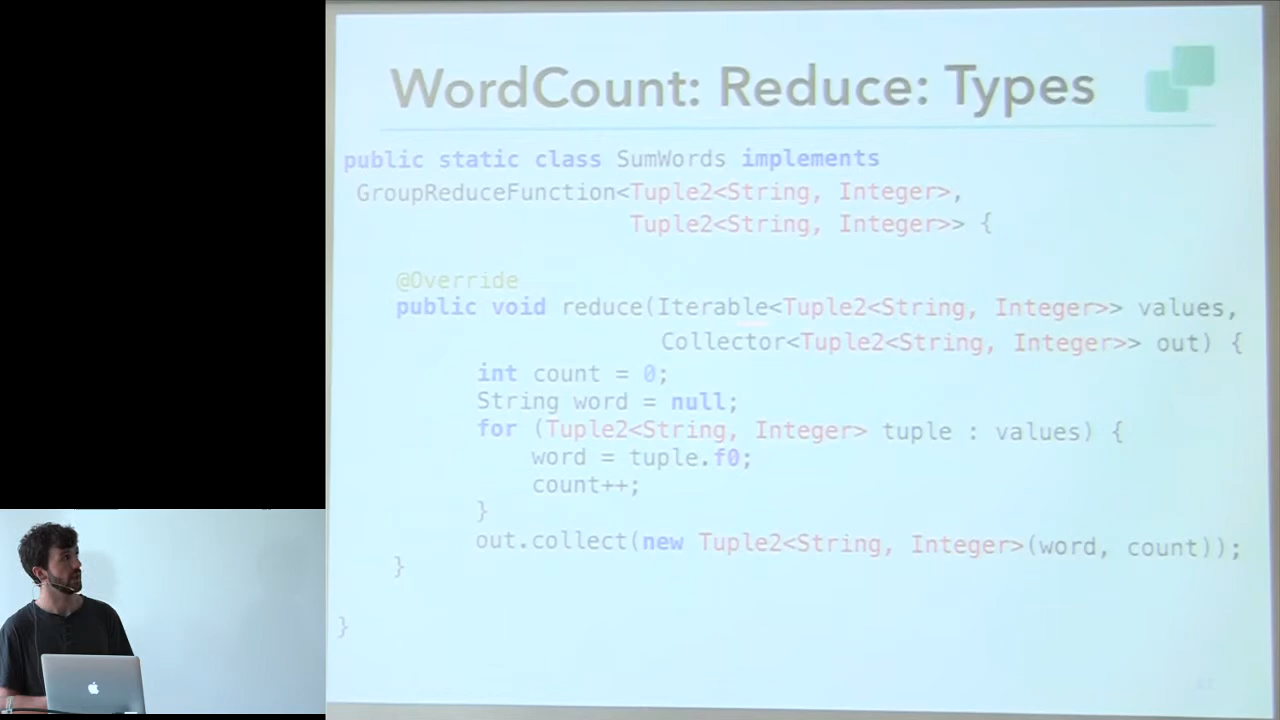 WordCount: Reduce: Types
public static class SumWords implements
GroupReduceFunction<Tuple2<String, Integer>,
Tuple2<String, Integer>> {
@Override
public void reduce(Iterable<Tuple2<String, Integer>> values,
Collector<Tuple2<String, Integer>> out) {
int count = 0;
String word = null;
for (Tuple2<String, Integer> tuple : values) {
word = tuple.f0;
count++;
}
out.collect(new Tuple2<String, Integer>(word, count));
}
}